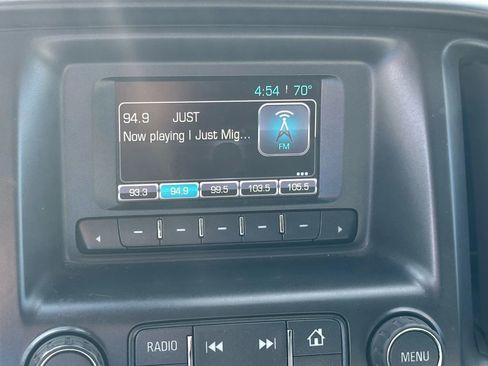 4:54 70°
94.9 JUST
Now playing I Just Mig...
FM
...
93.3 94.9 99.5 103.5 105.5
RADIO MENU